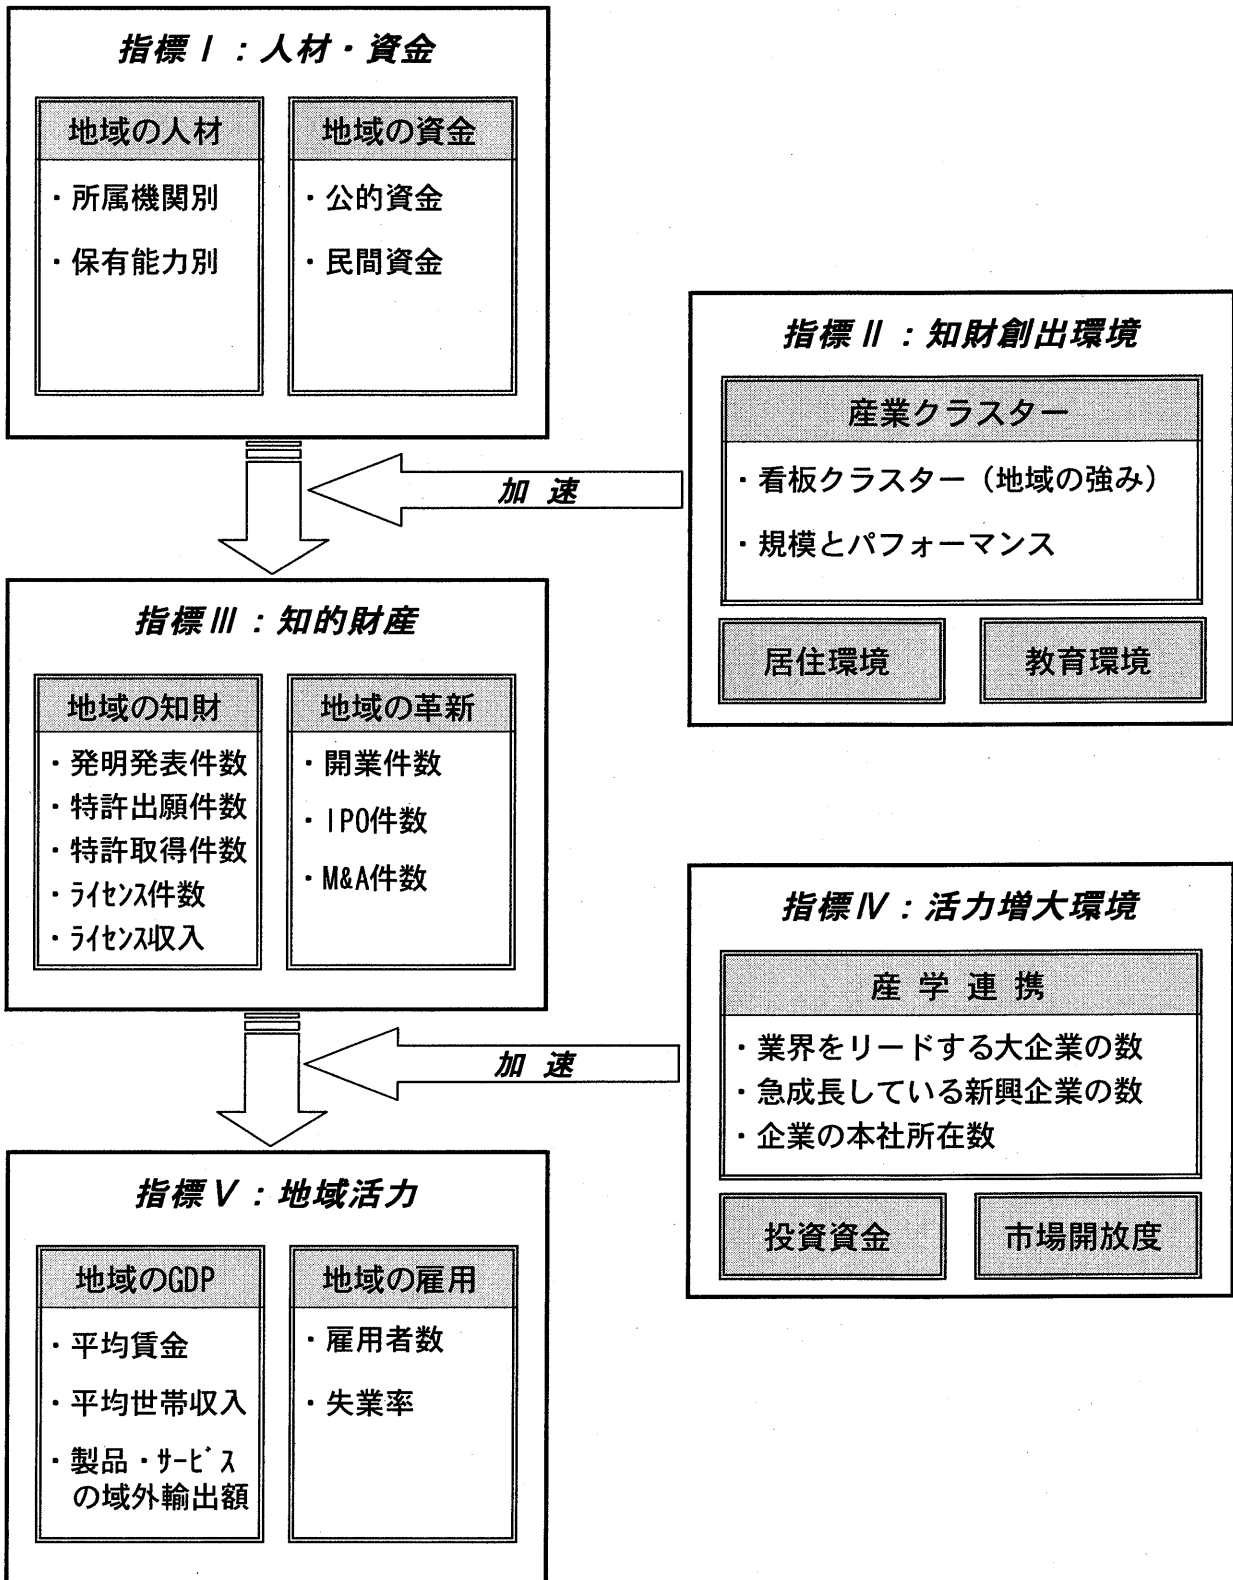 指標Ⅰ：人材・資金
地域の人材
・所属機関別
・保有能力別
地域の資金
・公的資金
・民間資金
指標Ⅱ：知財創出環境
産業クラスター
・看板クラスター（地域の強み）
・規模とパフォーマンス
居住環境
教育環境
加 速
指標Ⅲ：知的財産
地域の知財
・発明発表件数
・特許出願件数
・特許取得件数
・ライセンス件数
・ライセンス収入
地域の革新
・開業件数
・IPO件数
・M&A件数
指標Ⅳ：活力増大環境
産 学 連 携
・業界をリードする大企業の数
・急成長している新興企業の数
・企業の本社所在数
投資資金
市場開放度
加 速
指標Ⅴ：地域活力
地域のGDP
・平均賃金
・平均世帯収入
・製品・サービス
の域外輸出額
地域の雇用
・雇用者数
・失業率